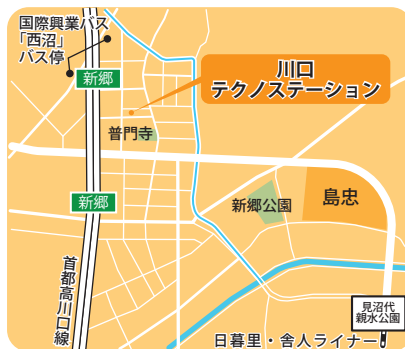 国際興業バス
「西沼」
バス停
新郷
川口
テクノステーション
普門寺
新郷
新郷公園
島忠
首都高川口線
見沼代
親水公園
日暮里・舎人ライナー